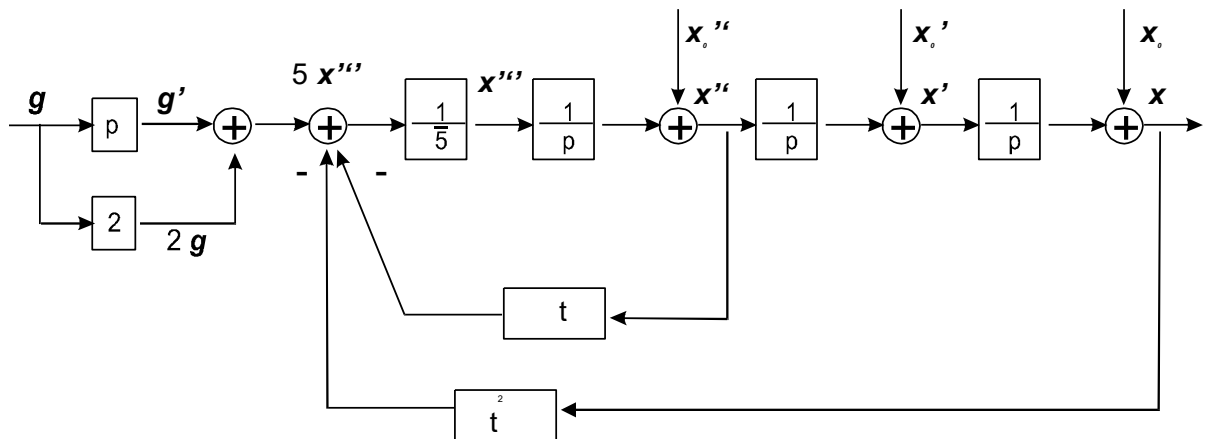 x₀’‘ x₀’ x₀
5 x’‘’
g g’ x’‘’ x’‘ x’ x
p + + 1/5 1/p + 1/p + 1/p +
- -
2
2 g
t
t²